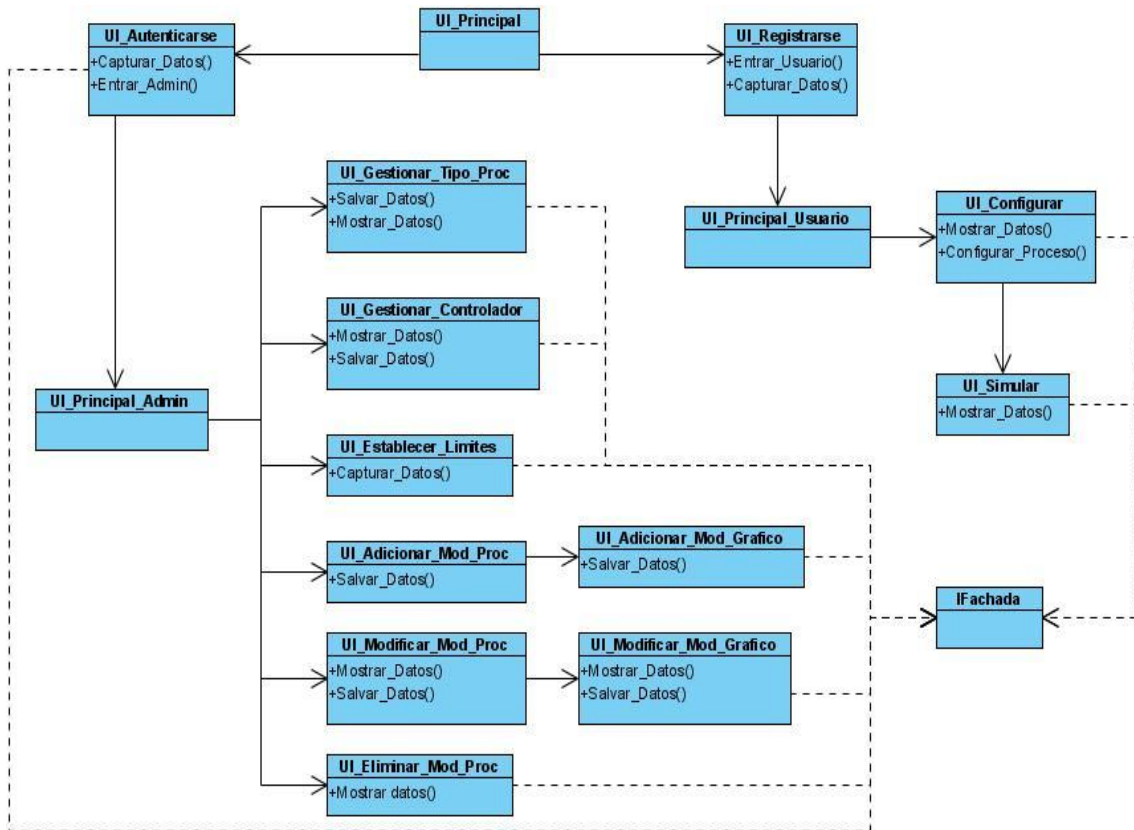 UI_Principal
UI_Autenticarse
+Capturar_Datos()
+Entrar_Admin()
UI_Registrarse
+Entrar_Usuario()
+Capturar_Datos()
UI_Gestionar_Tipo_Proc
+Salvar_Datos()
+Mostrar_Datos()
UI_Principal_Usuario
UI_Configurar
+Mostrar_Datos()
+Configurar_Proceso()
UI_Gestionar_Controlador
+Mostrar_Datos()
+Salvar_Datos()
UI_Principal_Admin
UI_Simular
+Mostrar_Datos()
UI_Establecer_Limites
+Capturar_Datos()
UI_Adicionar_Mod_Proc
+Salvar_Datos()
UI_Adicionar_Mod_Grafico
+Salvar_Datos()
IFachada
UI_Modificar_Mod_Proc
+Mostrar_Datos()
+Salvar_Datos()
UI_Modificar_Mod_Grafico
+Mostrar_Datos()
+Salvar_Datos()
UI_Eliminar_Mod_Proc
+Mostrar datos()